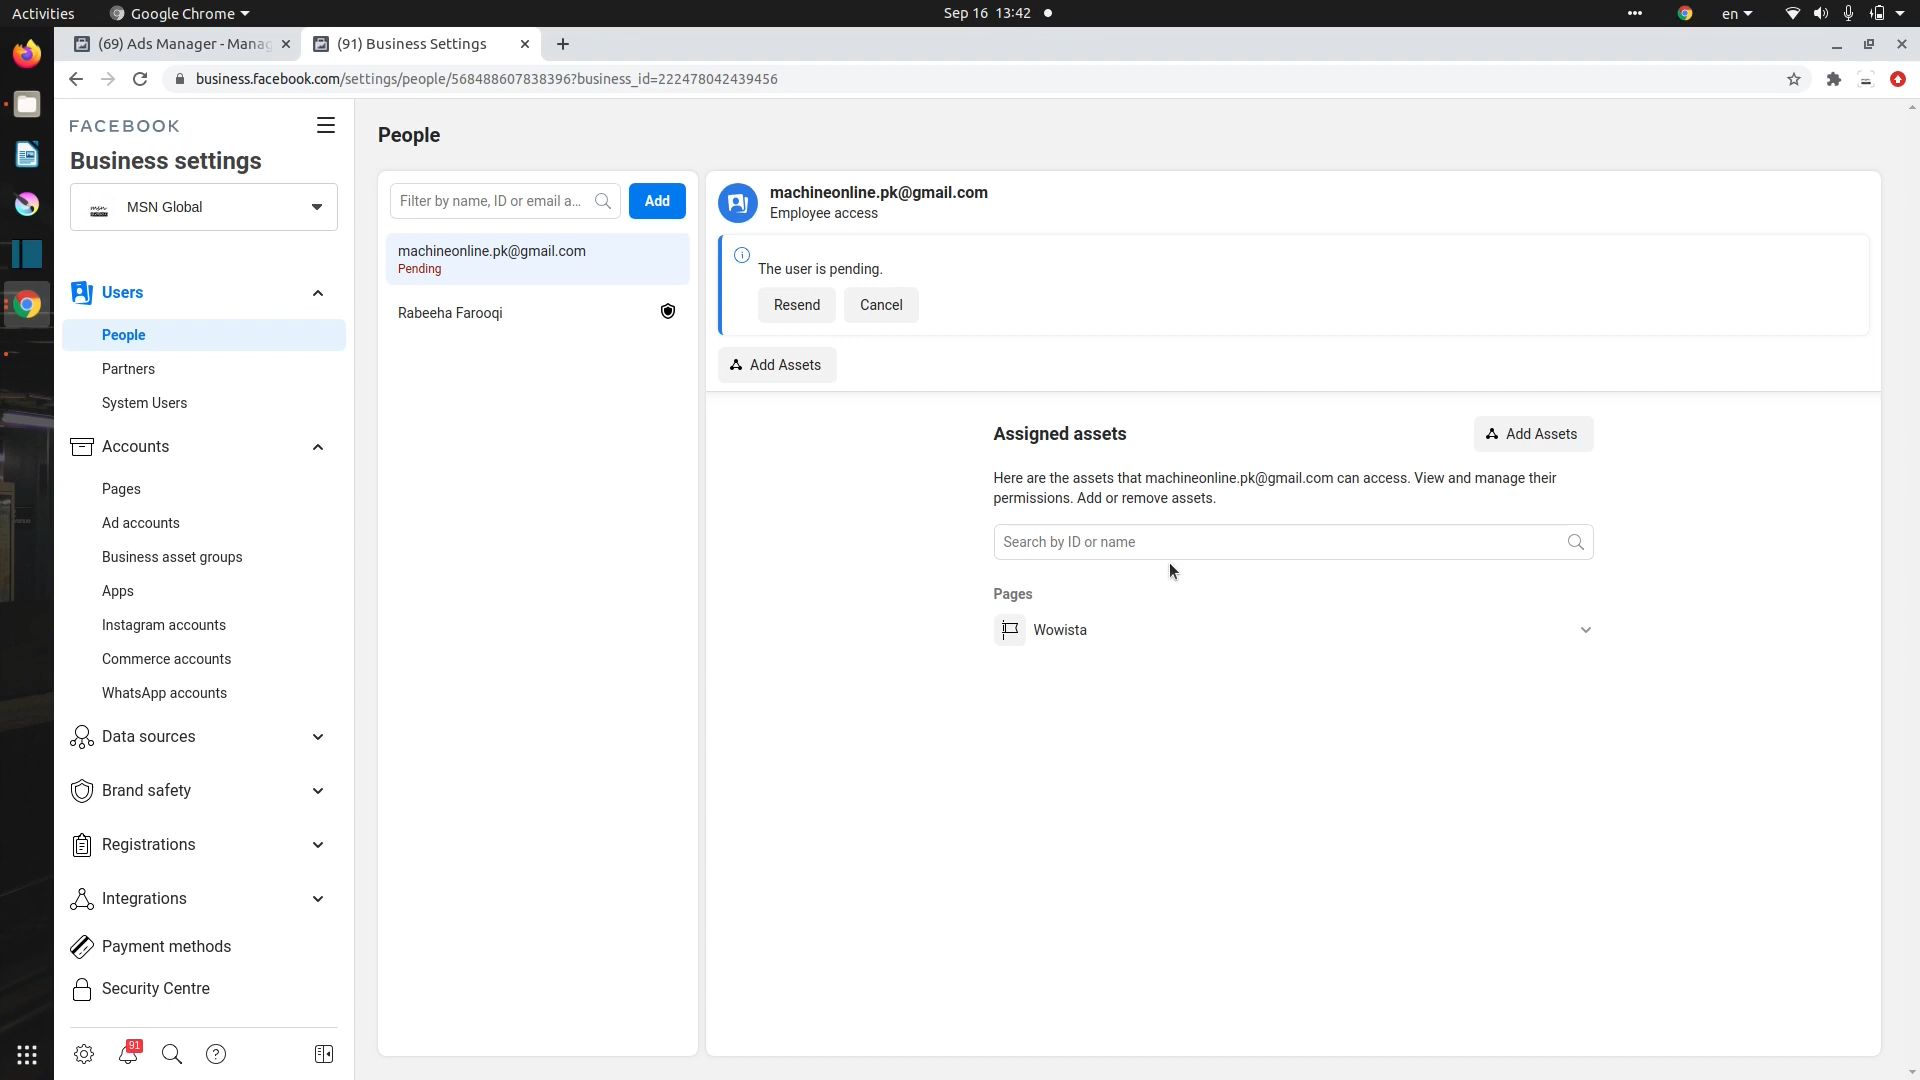 Activities
Google Chrome
Sep 16 13:42
en
(69) Ads Manager - Manag
(91) Business Settings
business.facebook.com/settings/people/568488607838396?business_id=222478042439456
FACEBOOK
Business settings
MSN Global
Users
People
Partners
System Users
Accounts
Pages
Ad accounts
Business asset groups
Apps
Instagram accounts
Commerce accounts
WhatsApp accounts
Data sources
Brand safety
Registrations
Integrations
Payment methods
Security Centre
91
People
Filter by name, ID or email a...
Add
machineonline.pk@gmail.com
Pending
Rabeeha Farooqi
machineonline.pk@gmail.com
Employee access
The user is pending.
Resend
Cancel
Add Assets
Assigned assets
Add Assets
Here are the assets that machineonline.pk@gmail.com can access. View and manage their
permissions. Add or remove assets.
Search by ID or name
Pages
Wowista